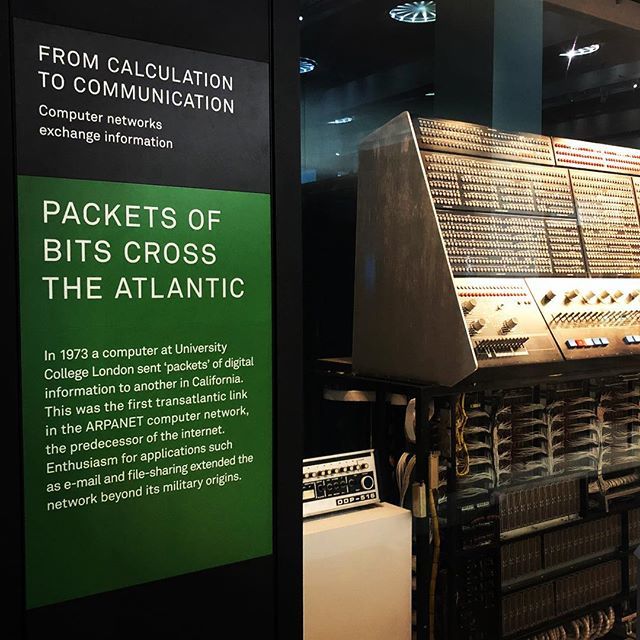 FROM CALCULATION
TO COMMUNICATION
Computer networks
exchange information
PACKETS OF
BITS CROSS
THE ATLANTIC
In 1973 a computer at University
College London sent ‘packets’ of digital
information to another in California.
This was the first transatlantic link
in the ARPANET computer network,
the predecessor of the internet.
Enthusiasm for applications such
as e-mail and file-sharing extended the
network beyond its military origins.
DDP-516